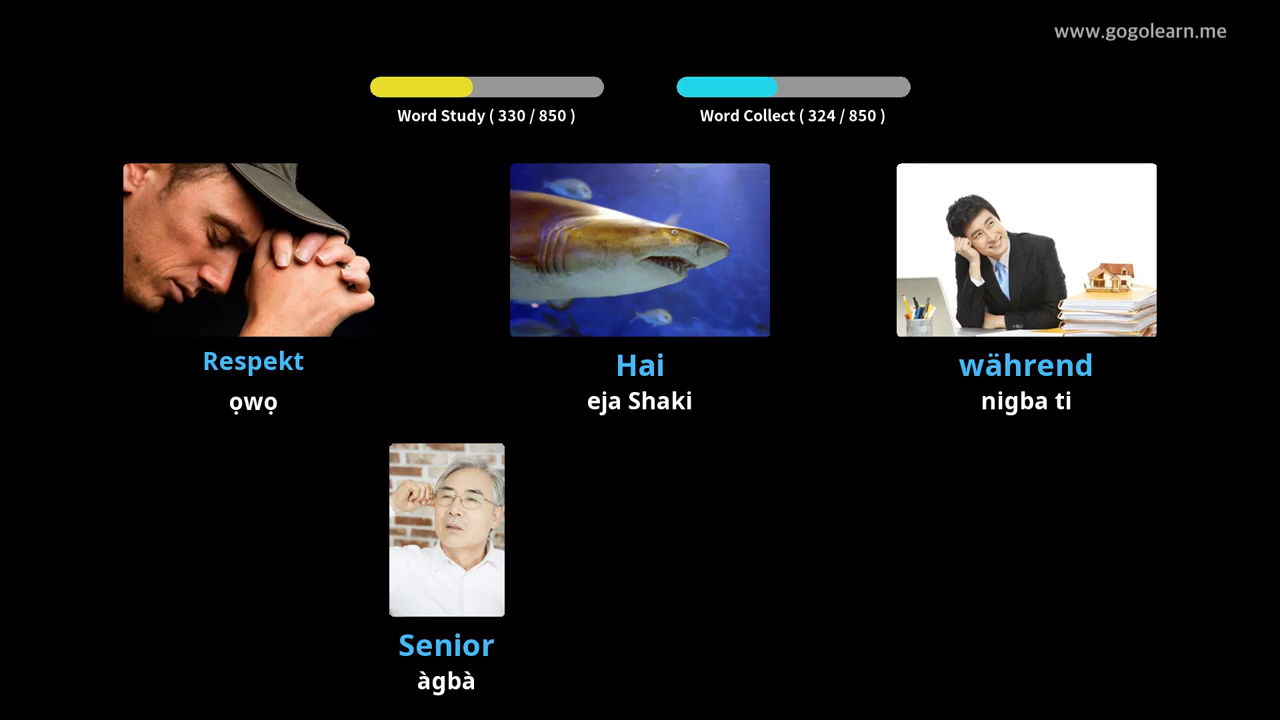 www.gogolearn.me
Word Study ( 330 / 850 )
Word Collect ( 324 / 850 )
Respekt
ọwọ
Hai
eja Shaki
während
nigba ti
Senior
àgbà